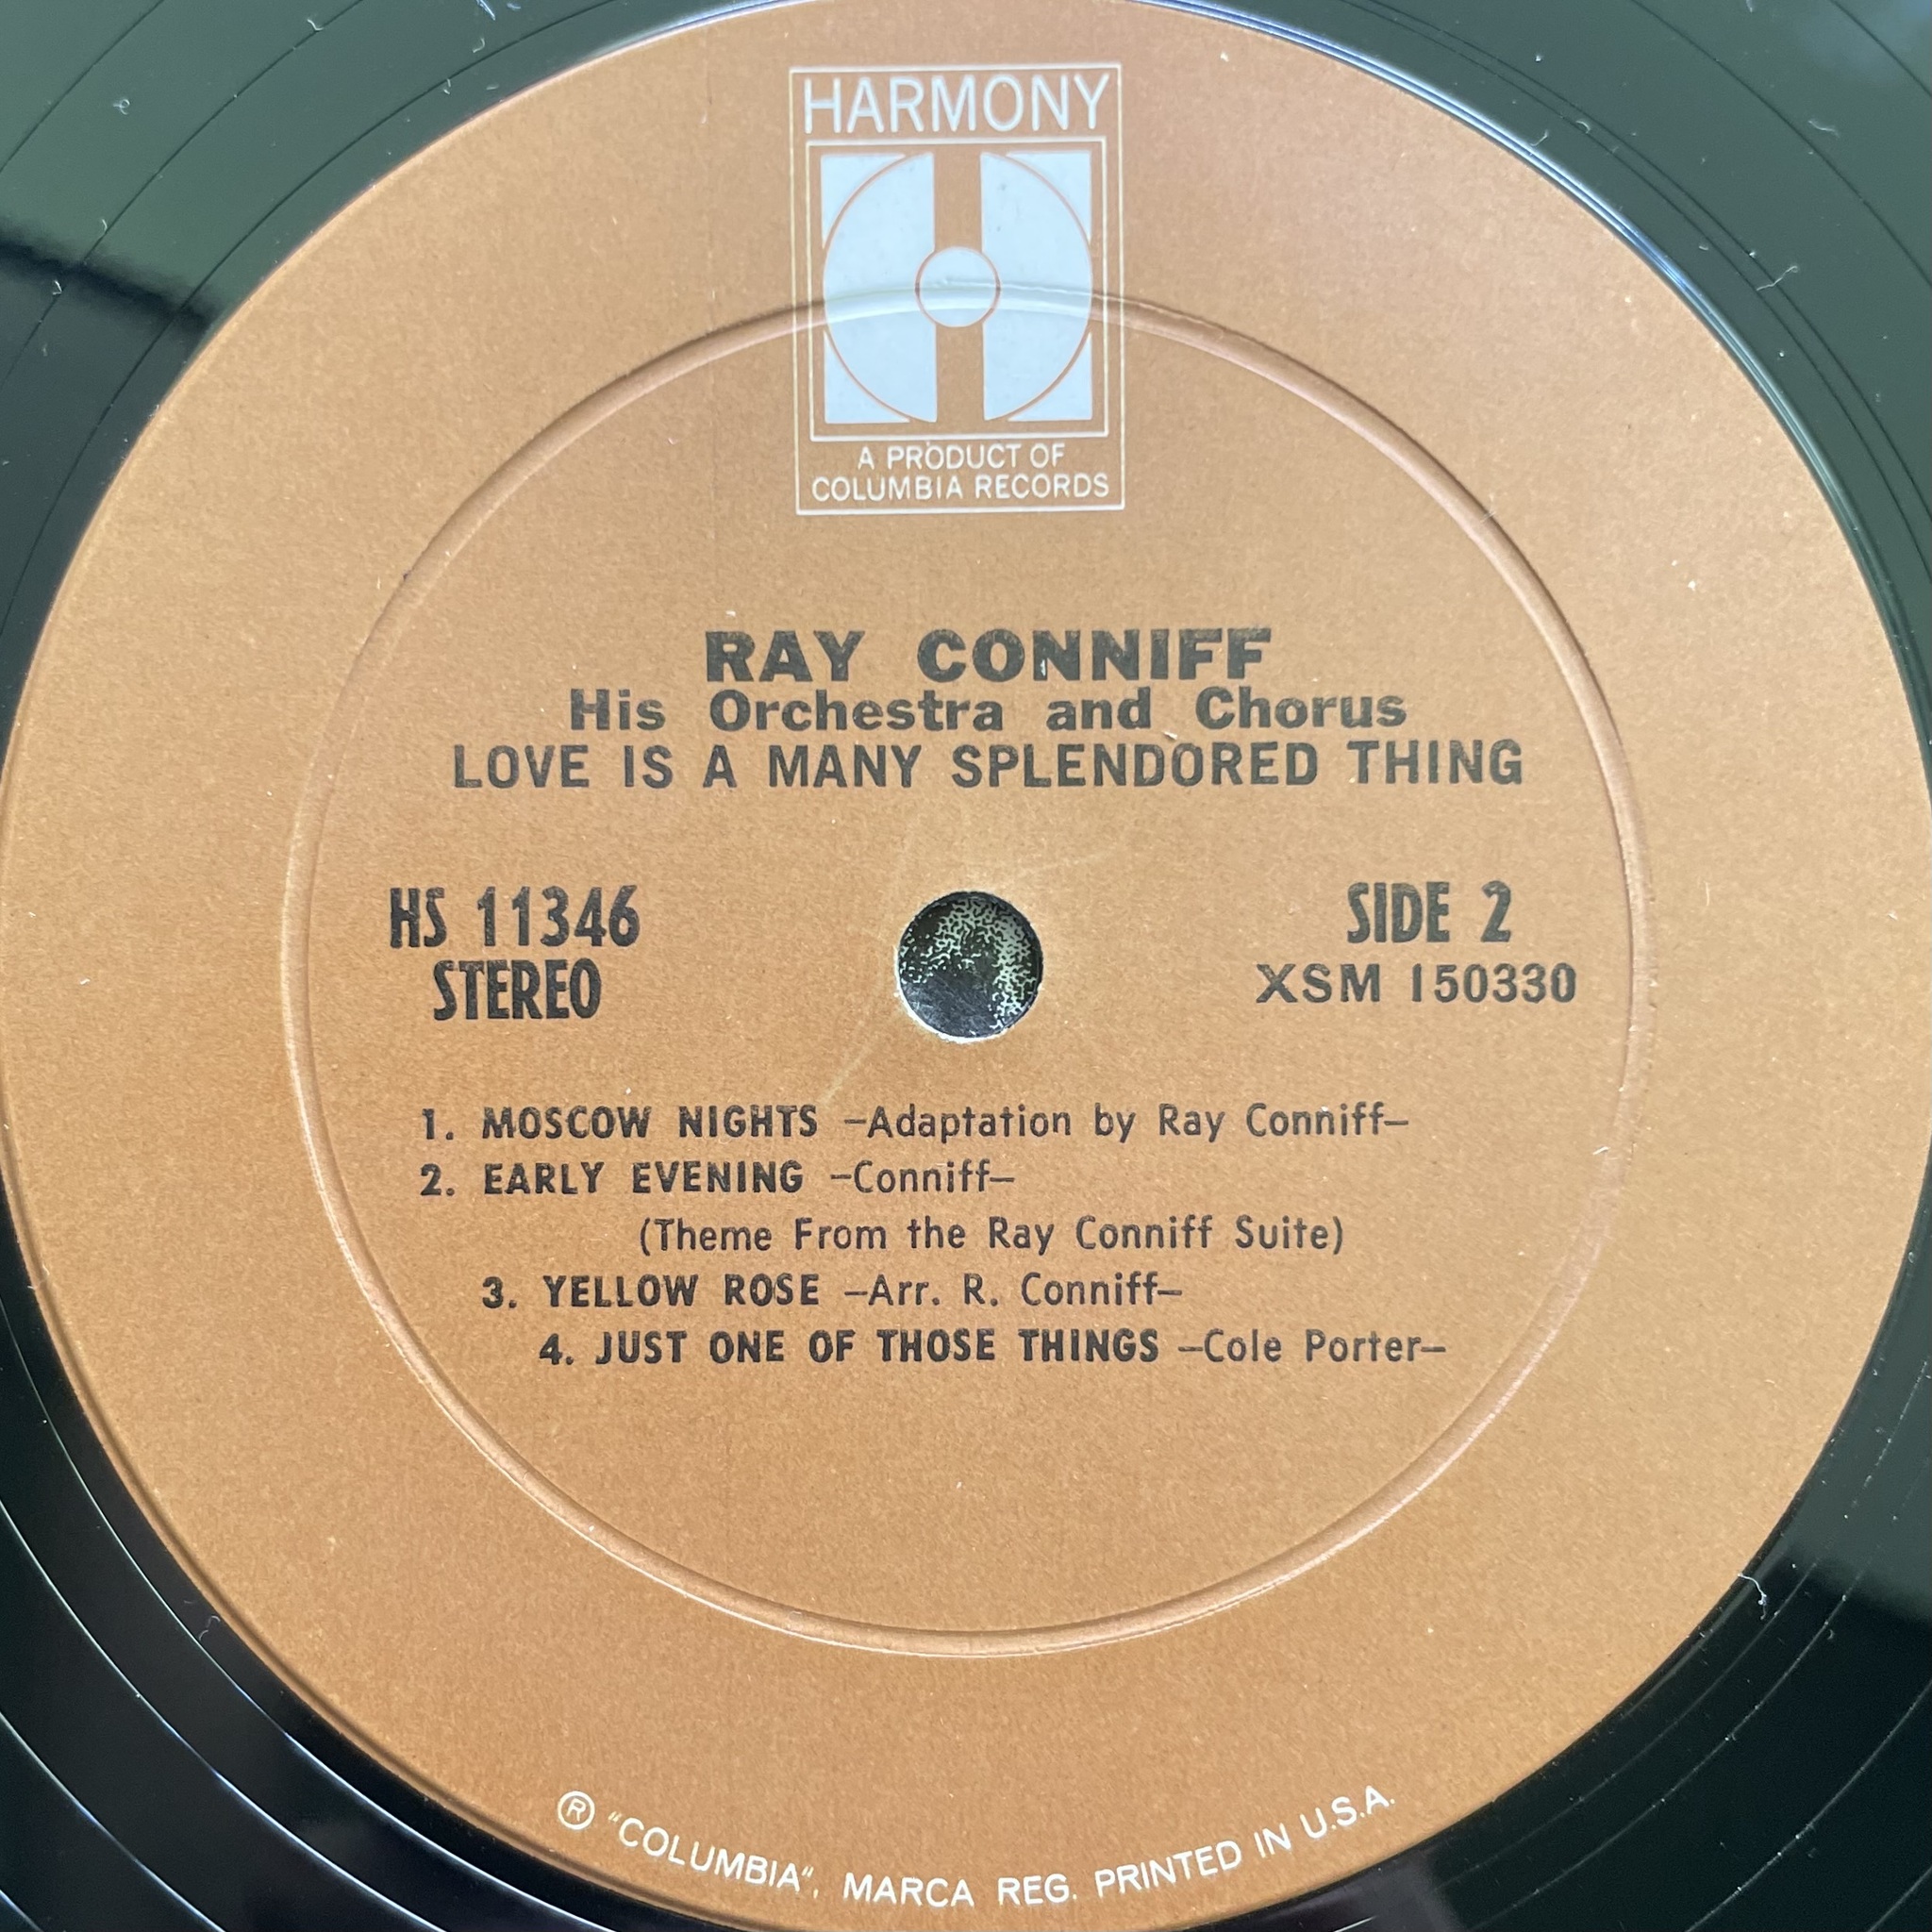 HARMONY
A PRODUCT OF
COLUMBIA RECORDS
RAY CONNIFF
His Orchestra and Chorus
LOVE IS A MANY SPLENDORED THING
HS 11346
STEREO
SIDE 2
XSM 150330
1. MOSCOW NIGHTS –Adaptation by Ray Conniff–
2. EARLY EVENING –Conniff–
(Theme From the Ray Conniff Suite)
3. YELLOW ROSE –Arr. R. Conniff–
4. JUST ONE OF THOSE THINGS –Cole Porter–
® "COLUMBIA", MARCA REG. PRINTED IN U.S.A.